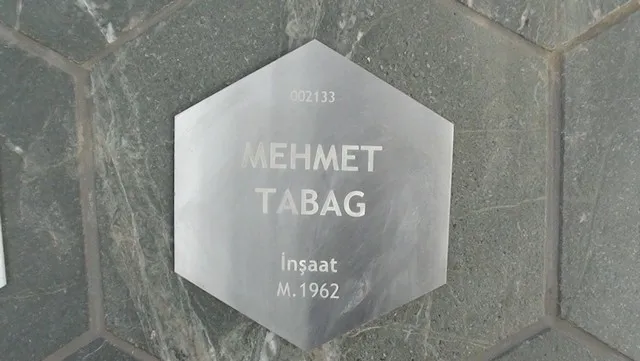 002133
MEHMET
TABAG
İnşaat
M.1962